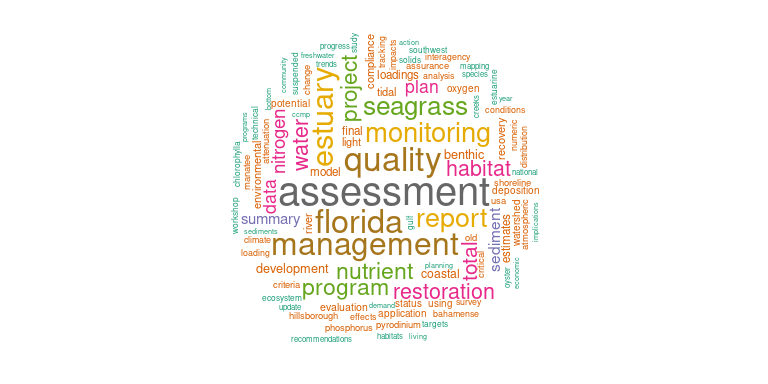 action
progress
study
southwest
freshwater
trends
compliance
tracking
impacts
solids
interagency
community
suspended
change
estuary
project
loadings
assurance
analysis
mapping
species
estuarine
bottom
potential
tidal
plan
oxygen
creeks
year
conditions
programs
technical
ccmp
seagrass
nitrogen
water
final
light
monitoring
recovery
numeric
distribution
attenuation
chlorophylla
manatee
environmental
model
quality
benthic
habitat
national
data
assessment
shoreline
deposition
usa
workshop
summary
river
florida
gulf
report
sediment
estimates
watershed
atmospheric
implications
sediments
climate
loading
management
old
total
critical
development
nutrient
planning
coastal
oyster
economic
criteria
program
restoration
ecosystem
update
evaluation
demand
status
using
survey
hillsborough
effects
application
bahamense
phosphorus
pyrodinium
targets
recommendations
habitats
living